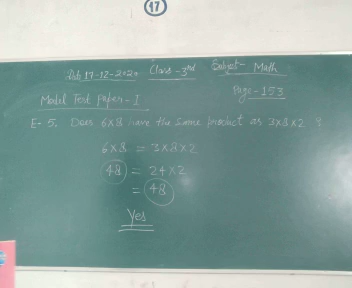 17
Dt: 17-12-2020 Class - 3rd Subject - Math
Model Test Paper - I Page - 153
E- 5. Does 6×8 have the same product as 3×8×2 ?
6×8 = 3×8×2
48 = 24×2
= 48
Yes